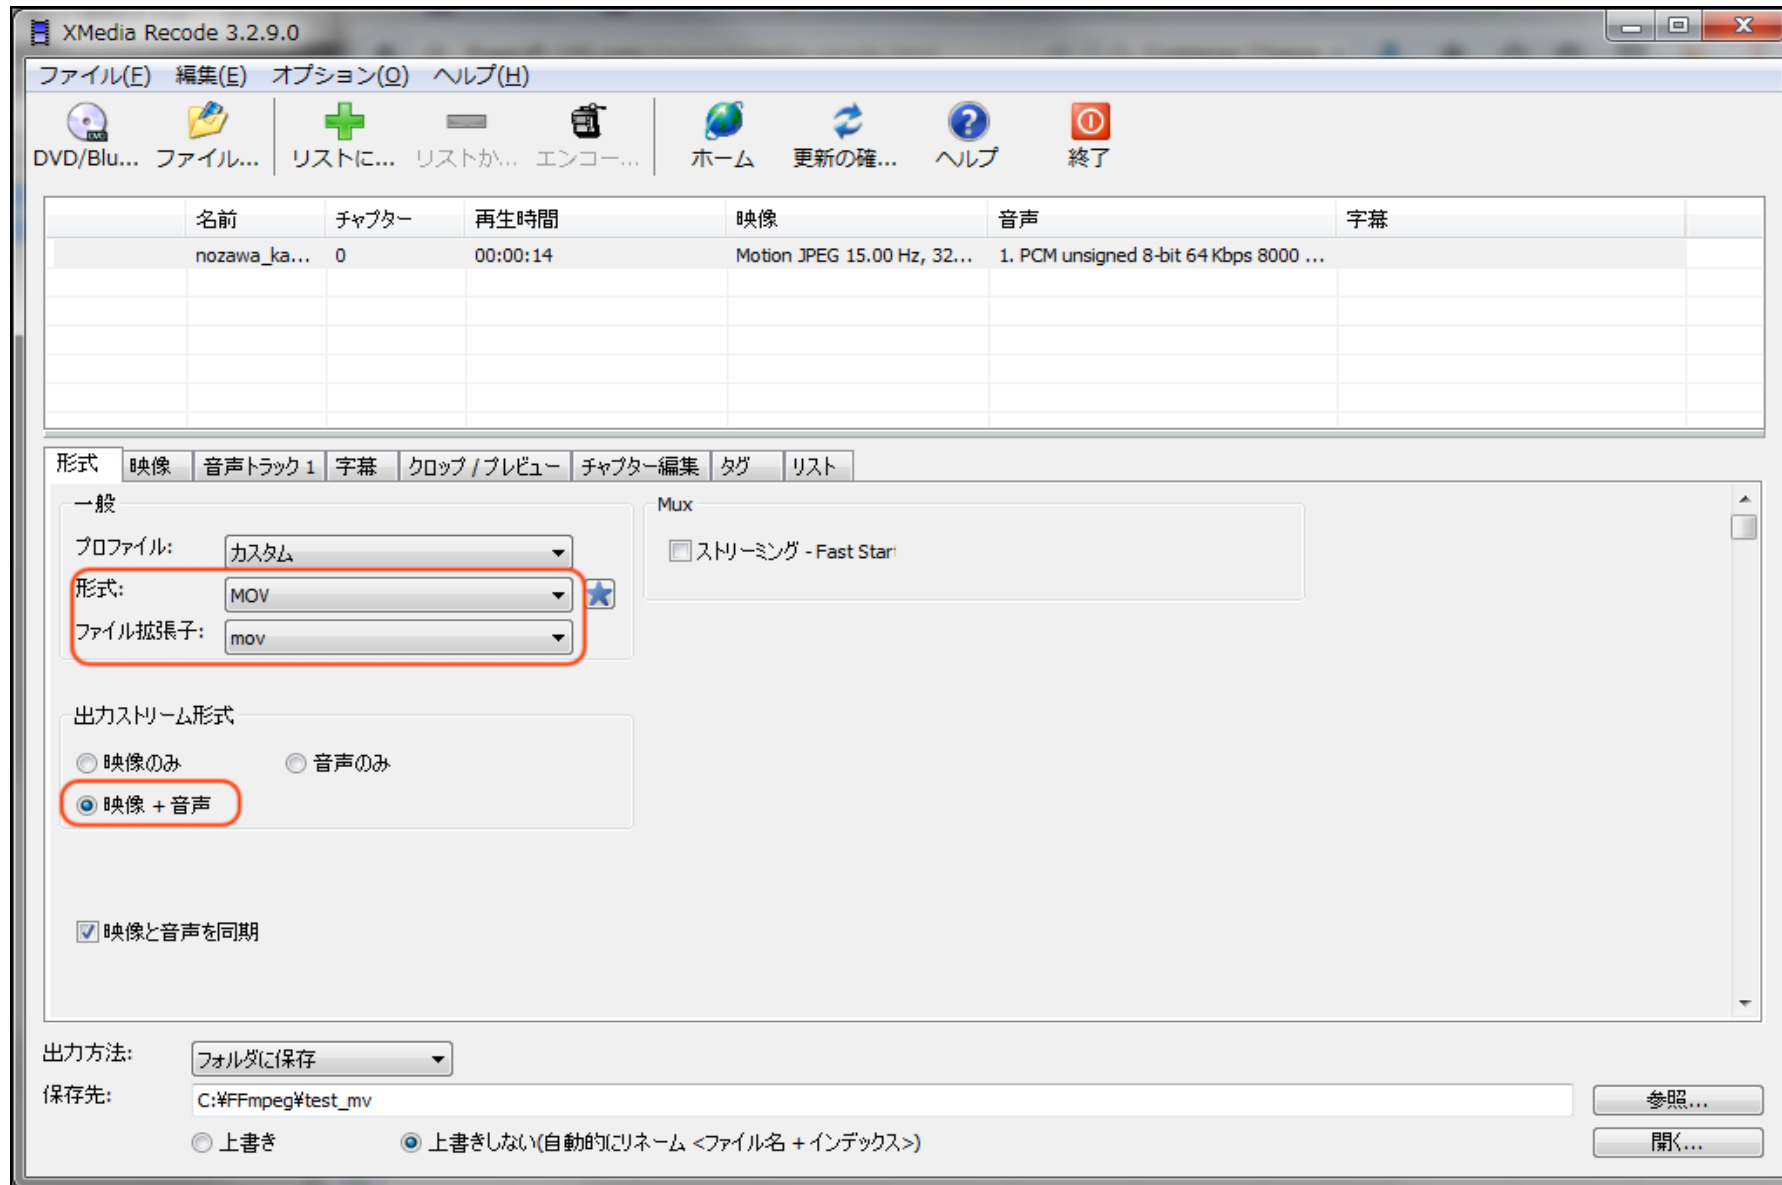 XMedia Recode 3.2.9.0
ファイル(F) 編集(E) オプション(O) ヘルプ(H)
DVD/Blu... ファイル... リストに... リストか... エンコー... ホーム 更新の確... ヘルプ 終了
名前 チャプター 再生時間 映像 音声 字幕
nozawa_ka... 0 00:00:14 Motion JPEG 15.00 Hz, 32... 1. PCM unsigned 8-bit 64 Kbps 8000 ...
形式 映像 音声トラック 1 字幕 クロップ / プレビュー チャプター編集 タグ リスト
一般
Mux
プロファイル: カスタム
ストリーミング - Fast Star
形式: MOV
ファイル拡張子: mov
出力ストリーム形式
映像のみ 音声のみ
映像 + 音声
映像と音声を同期
出力方法: フォルダに保存
保存先: C:¥FFmpeg¥test_mv 参照...
上書き 上書きしない(自動的にリネーム <ファイル名 + インデックス>) 開く...